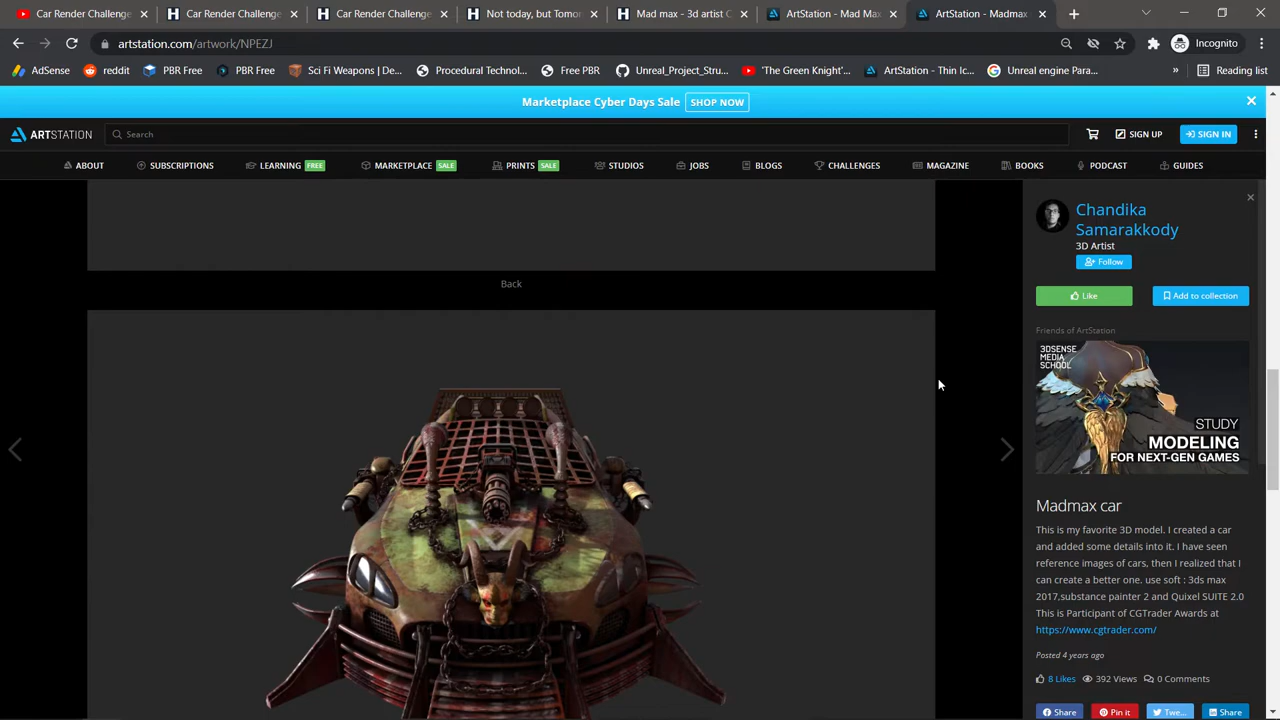 Car Render Challenge
Car Render Challenge
Car Render Challenge
Not today, but Tomor
Mad max - 3d artist C
ArtStation - Mad Max
ArtStation - Madmax
artstation.com/artwork/NPEZJ
Incognito
AdSense
reddit
PBR Free
PBR Free
Sci Fi Weapons | De...
Procedural Technol...
Free PBR
Unreal_Project_Stru...
'The Green Knight'...
ArtStation - Thin Ic...
Unreal engine Para...
»
Reading list
Marketplace Cyber Days Sale SHOP NOW
ARTSTATION
Search
SIGN UP
SIGN IN
ABOUT
SUBSCRIPTIONS
LEARNING FREE
MARKETPLACE SALE
PRINTS SALE
STUDIOS
JOBS
BLOGS
CHALLENGES
MAGAZINE
BOOKS
PODCAST
GUIDES
Back
Chandika
Samarakkody
3D Artist
Follow
Like
Add to collection
Friends of ArtStation
3DSENSE
MEDIA
SCHOOL
STUDY
MODELING
FOR NEXT-GEN GAMES
Madmax car
This is my favorite 3D model. I created a car
and added some details into it. I have seen
reference images of cars, then I realized that I
can create a better one. use soft : 3ds max
2017,substance painter 2 and Quixel SUITE 2.0
This is Participant of CGTrader Awards at
https://www.cgtrader.com/
Posted 4 years ago
8 Likes 392 Views 0 Comments
Share
Pin it
Twe...
Share